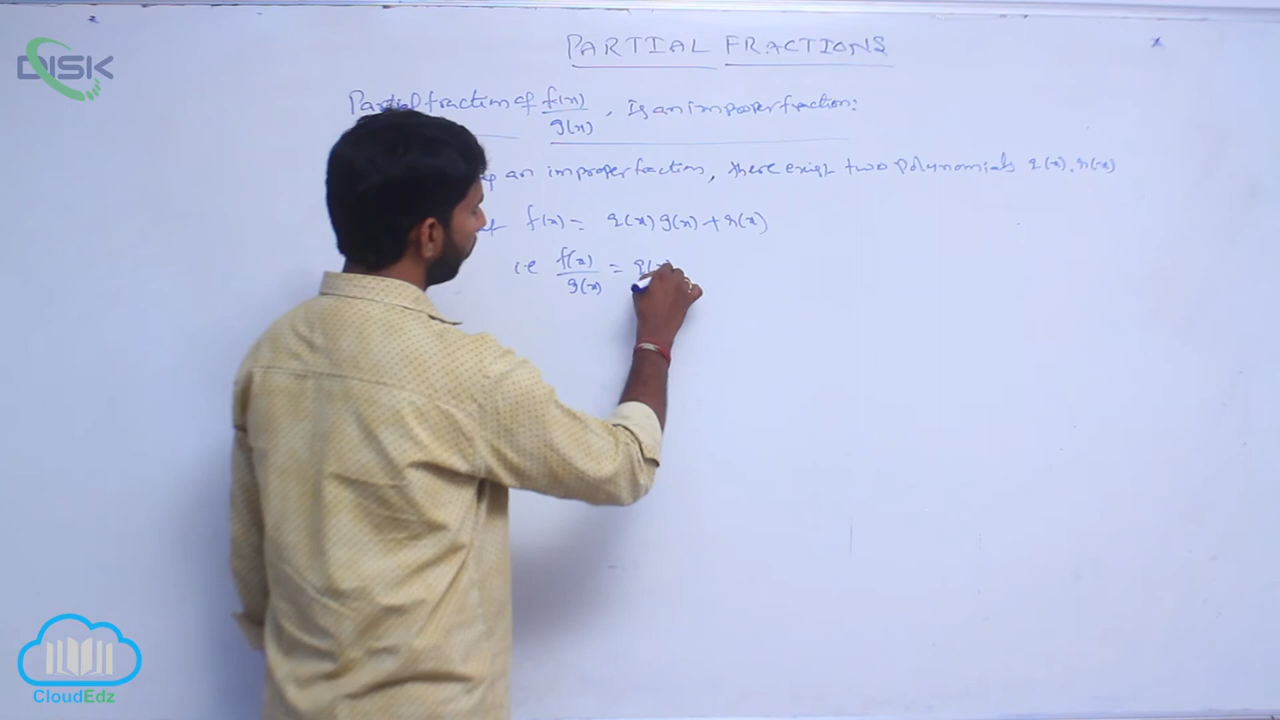 DISK
PARTIAL FRACTIONS
Partial fraction of f(x)/g(x), is an improper fraction:
an improper fraction, there exist two polynomials q(x), r(x)
f(x) = q(x) g(x) + r(x)
i.e f(x)/g(x) = q(x)
CloudEdz